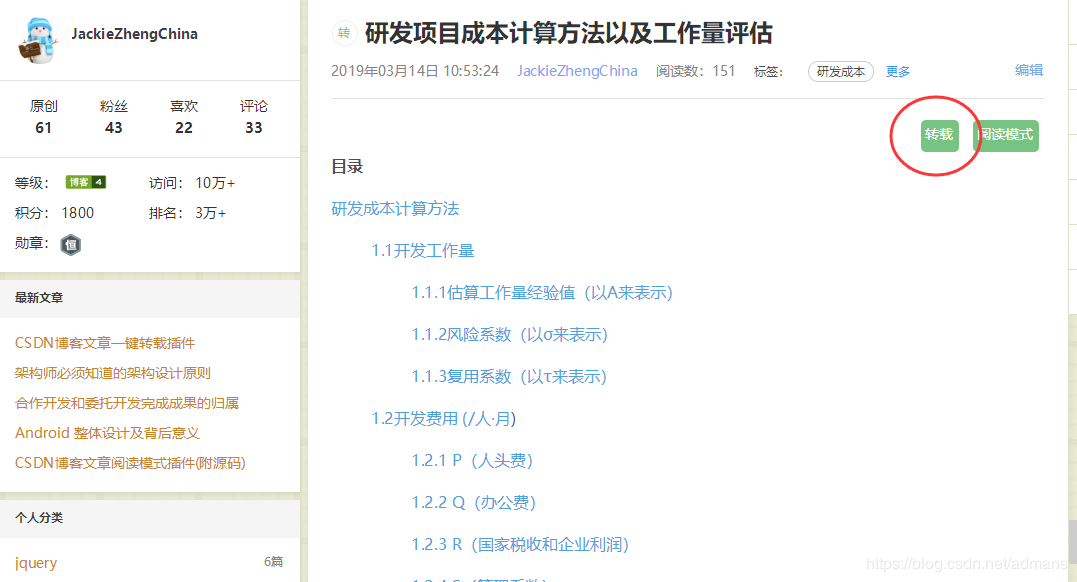 JackieZhengChina
原创 粉丝 喜欢 评论
61 43 22 33
等级: 博客 4 访问: 10万+
积分: 1800 排名: 3万+
勋章: 恒
最新文章
CSDN博客文章一键转载插件
架构师必须知道的架构设计原则
合作开发和委托开发完成成果的归属
Android 整体设计及背后意义
CSDN博客文章阅读模式插件(附源码)
个人分类
jquery 6篇
转 研发项目成本计算方法以及工作量评估
2019年03月14日 10:53:24 JackieZhengChina 阅读数: 151 标签: 研发成本 更多 编辑
转载 阅读模式
目录
研发成本计算方法
1.1开发工作量
1.1.1估算工作量经验值（以A来表示）
1.1.2风险系数（以σ来表示）
1.1.3复用系数（以τ来表示）
1.2开发费用 (/人·月)
1.2.1 P（人头费）
1.2.2 Q（办公费）
1.2.3 R（国家税收和企业利润）
https://blog.csdn.net/admans